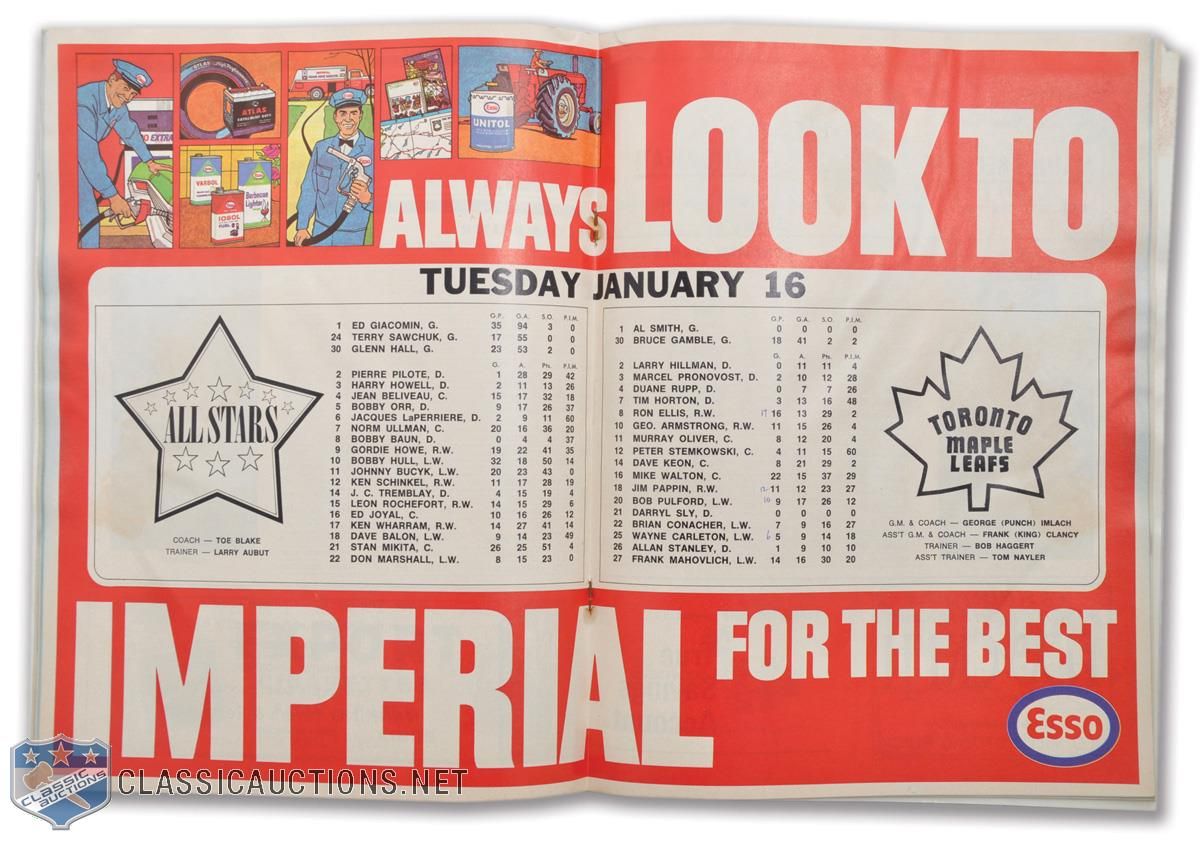 ALWAYS LOOK TO
EXTRA
ATLAS
VARSOL
IOBOL
Barbecue
Lighter
Esso
UNITOL
TUESDAY JANUARY 16
ALL STARS
COACH — TOE BLAKE
TRAINER — LARRY AUBUT
G.P. G.A. S.O. P.I.M.
1 ED GIACOMIN, G. 35 94 3 0
24 TERRY SAWCHUK, G. 17 55 0 0
30 GLENN HALL, G. 23 53 2 0
G. A. Pts. P.I.M.
2 PIERRE PILOTE, D. 1 28 29 42
3 HARRY HOWELL, D. 2 11 13 26
4 JEAN BELIVEAU, C. 15 17 32 18
5 BOBBY ORR, D. 9 17 26 37
6 JACQUES LaPERRIERE, D. 2 9 11 60
7 NORM ULLMAN, C. 20 16 36 20
8 BOBBY BAUN, D. 0 4 4 37
9 GORDIE HOWE, R.W. 19 22 41 35
10 BOBBY HULL, L.W. 32 18 50 14
11 JOHNNY BUCYK, L.W. 20 23 43 0
12 KEN SCHINKEL, R.W. 11 17 28 19
14 J. C. TREMBLAY, D. 4 15 19 4
15 LEON ROCHEFORT, R.W. 14 15 29 6
16 ED JOYAL, C. 10 16 26 12
17 KEN WHARRAM, R.W. 14 27 41 14
18 DAVE BALON, L.W. 9 14 23 49
21 STAN MIKITA, C. 26 25 51 4
22 DON MARSHALL, L.W. 8 15 23 0
G.P. G.A. S.O. P.I.M.
1 AL SMITH, G. 0 0 0 0
30 BRUCE GAMBLE, G. 18 41 2 2
G. A. Pts. P.I.M.
2 LARRY HILLMAN, D. 0 11 11 4
3 MARCEL PRONOVOST, D. 2 10 12 28
4 DUANE RUPP, D. 0 7 7 26
7 TIM HORTON, D. 3 13 16 48
8 RON ELLIS, R.W. 17 16 13 29 2
10 GEO. ARMSTRONG, R.W. 11 15 26 4
11 MURRAY OLIVER, C. 8 12 20 4
12 PETER STEMKOWSKI, C. 4 11 15 60
14 DAVE KEON, C. 8 21 29 2
16 MIKE WALTON, C. 22 15 37 29
18 JIM PAPPIN, R.W. 12 11 12 23 27
20 BOB PULFORD, L.W. 10 9 17 26 12
21 DARRYL SLY, D. 0 0 0 0
22 BRIAN CONACHER, L.W. 7 9 16 27
25 WAYNE CARLETON, L.W. 6 5 9 14 18
26 ALLAN STANLEY, D. 1 9 10 10
27 FRANK MAHOVLICH, L.W. 14 16 30 20
TORONTO
MAPLE
LEAFS
G.M. & COACH — GEORGE (PUNCH) IMLACH
ASS'T G.M. & COACH — FRANK (KING) CLANCY
TRAINER — BOB HAGGERT
ASS'T TRAINER — TOM NAYLER
IMPERIAL FOR THE BEST
Esso
CLASSIC
AUCTIONS
CLASSICAUCTIONS.NET